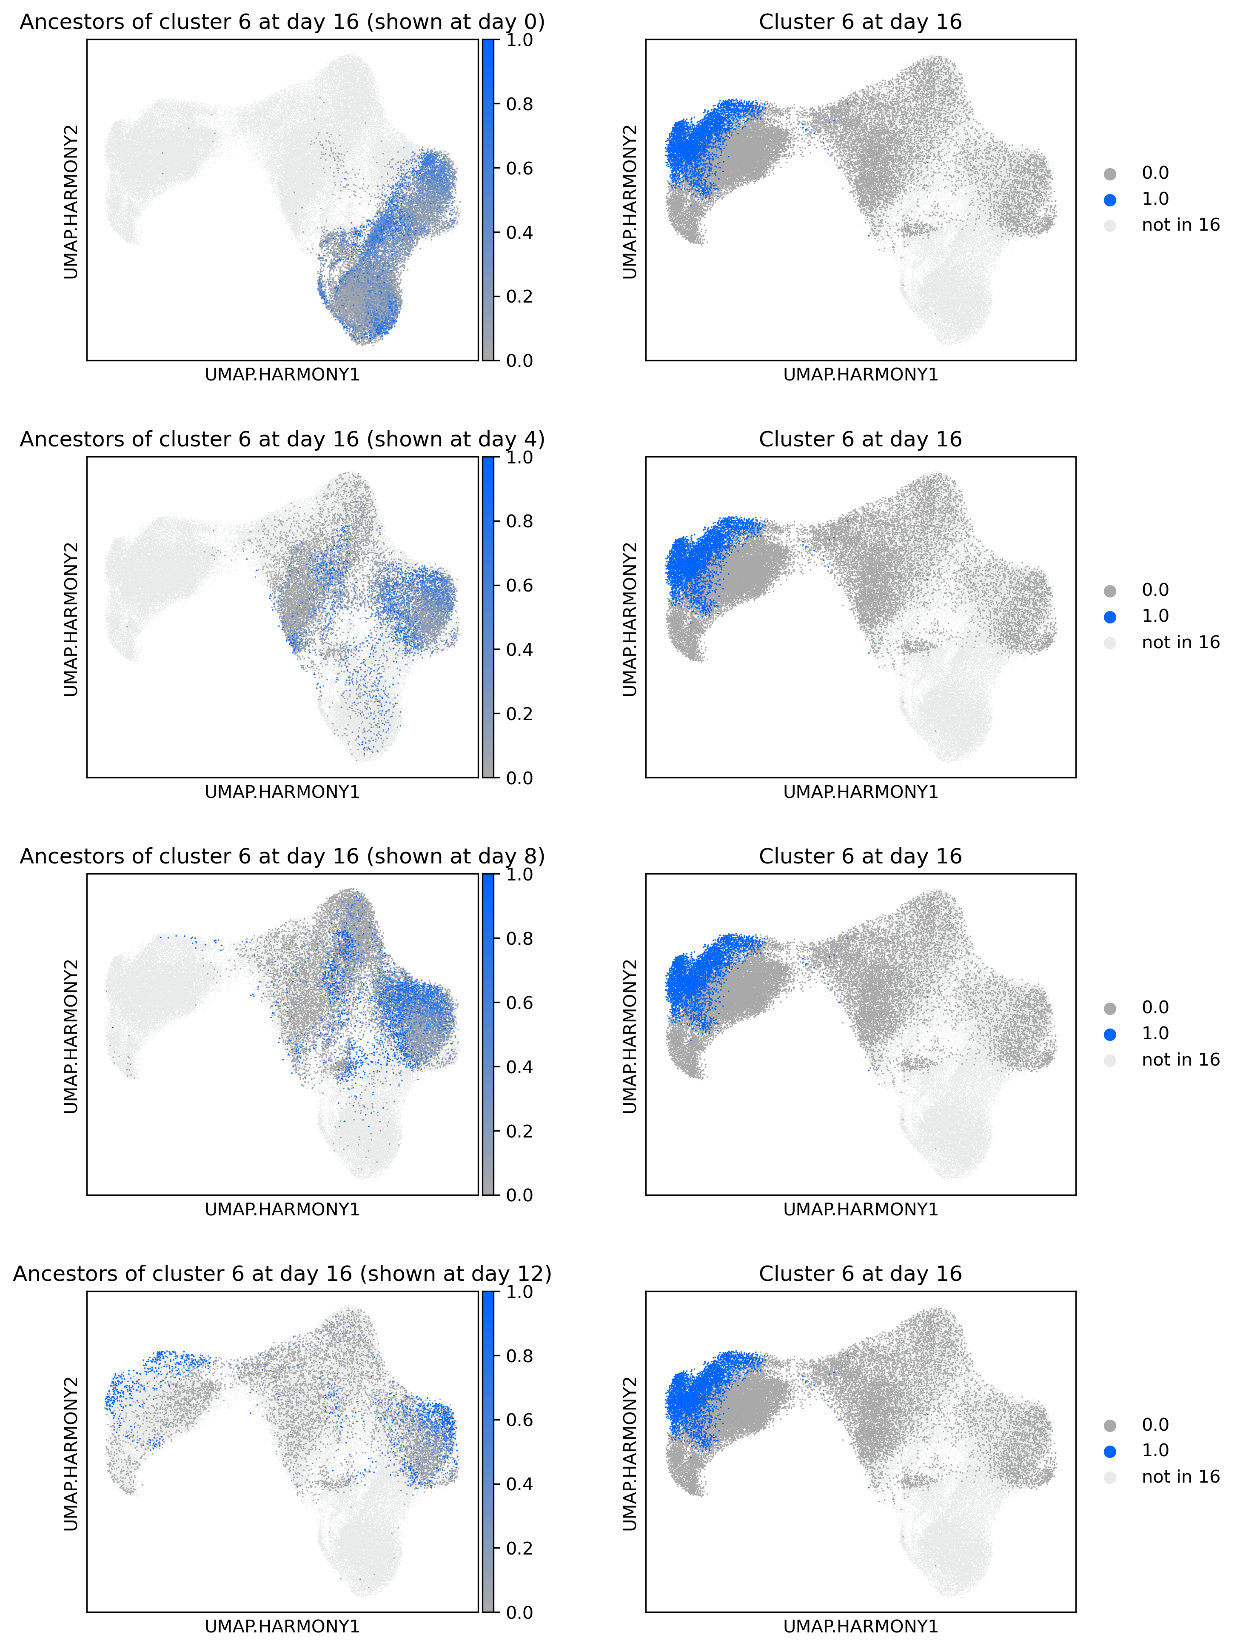 Ancestors of cluster 6 at day 16 (shown at day 0)
Cluster 6 at day 16
1.0
0.8
0.6
0.4
0.2
0.0
UMAP.HARMONY2
UMAP.HARMONY1
UMAP.HARMONY2
UMAP.HARMONY1
0.0
1.0
not in 16
Ancestors of cluster 6 at day 16 (shown at day 4)
Cluster 6 at day 16
1.0
0.8
0.6
0.4
0.2
0.0
UMAP.HARMONY2
UMAP.HARMONY1
UMAP.HARMONY2
UMAP.HARMONY1
0.0
1.0
not in 16
Ancestors of cluster 6 at day 16 (shown at day 8)
Cluster 6 at day 16
1.0
0.8
0.6
0.4
0.2
0.0
UMAP.HARMONY2
UMAP.HARMONY1
UMAP.HARMONY2
UMAP.HARMONY1
0.0
1.0
not in 16
Ancestors of cluster 6 at day 16 (shown at day 12)
Cluster 6 at day 16
1.0
0.8
0.6
0.4
0.2
0.0
UMAP.HARMONY2
UMAP.HARMONY1
UMAP.HARMONY2
UMAP.HARMONY1
0.0
1.0
not in 16